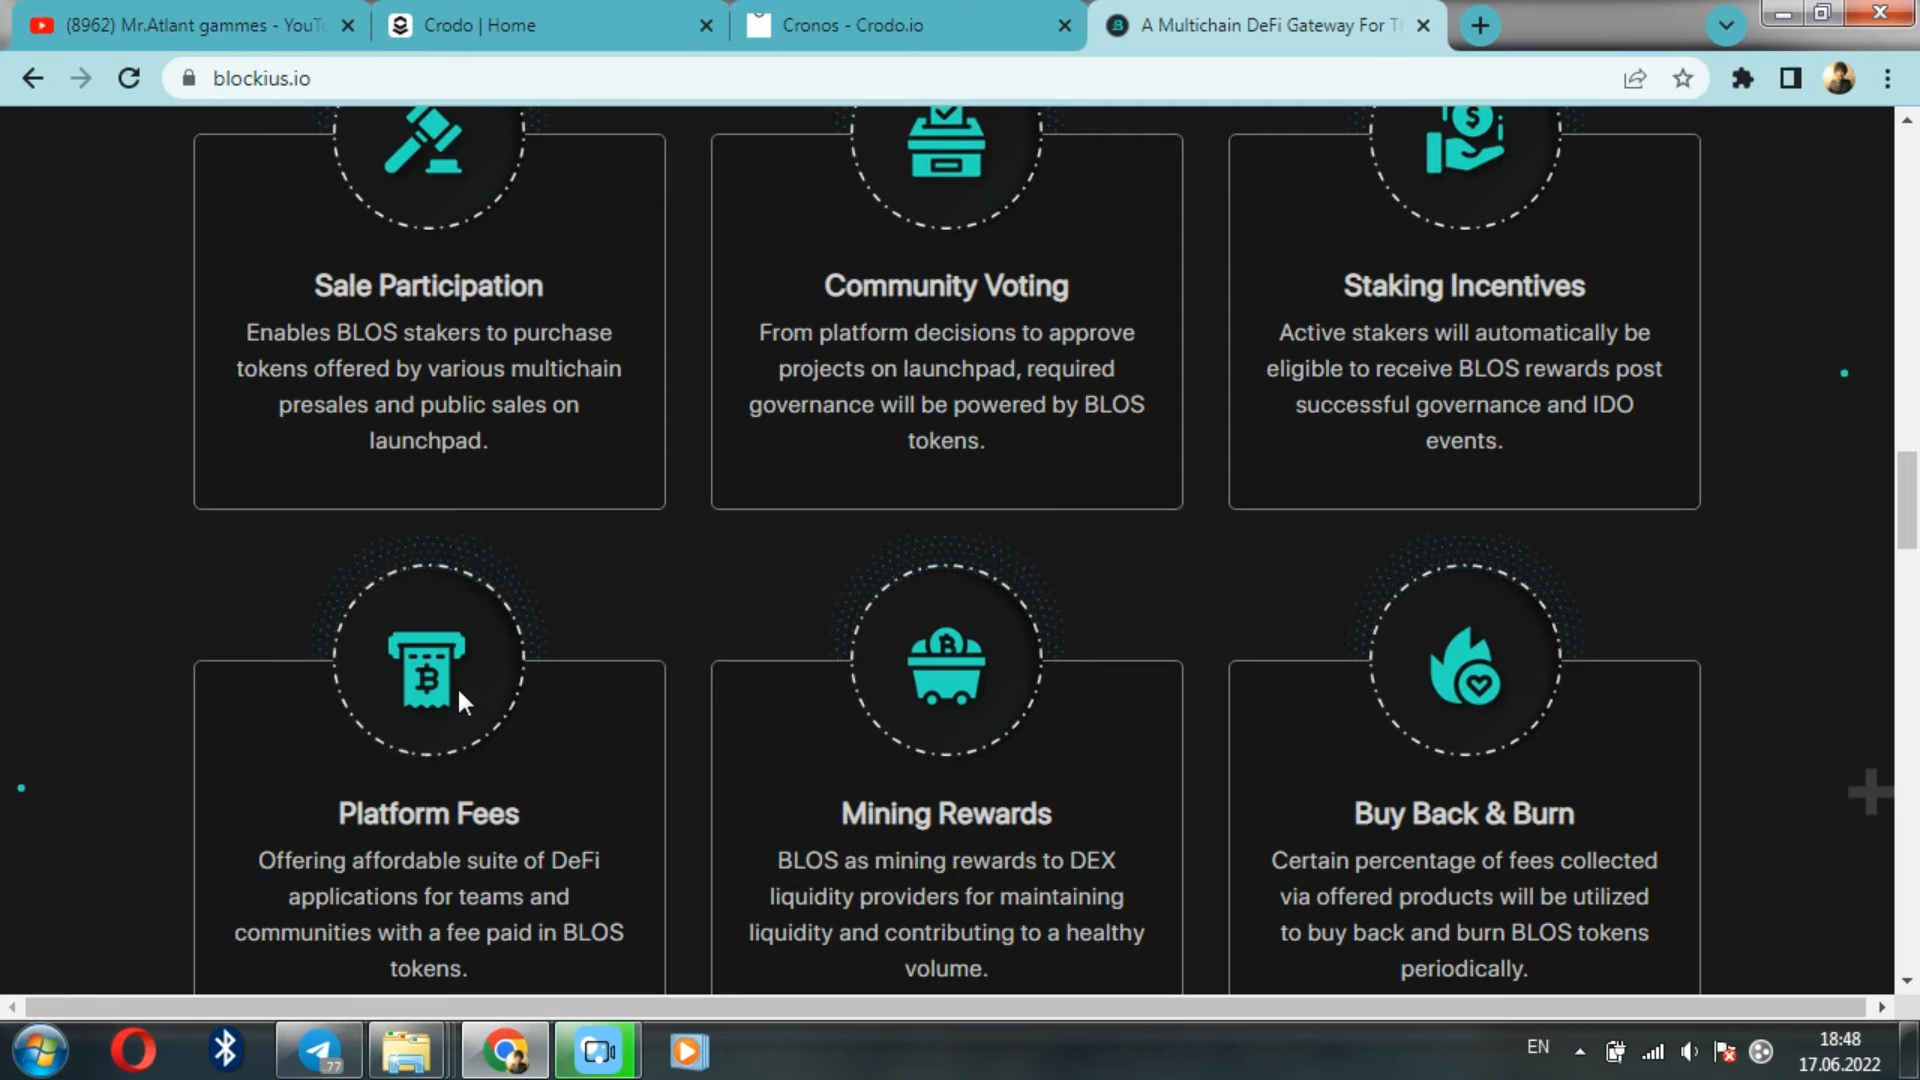 (8962) Mr.Atlant gammes - YouTu
Crodo | Home
Cronos - Crodo.io
A Multichain DeFi Gateway For Th
blockius.io
Sale Participation
Enables BLOS stakers to purchase
tokens offered by various multichain
presales and public sales on
launchpad.
Community Voting
From platform decisions to approve
projects on launchpad, required
governance will be powered by BLOS
tokens.
Staking Incentives
Active stakers will automatically be
eligible to receive BLOS rewards post
successful governance and IDO
events.
Platform Fees
Offering affordable suite of DeFi
applications for teams and
communities with a fee paid in BLOS
tokens.
Mining Rewards
BLOS as mining rewards to DEX
liquidity providers for maintaining
liquidity and contributing to a healthy
volume.
Buy Back & Burn
Certain percentage of fees collected
via offered products will be utilized
to buy back and burn BLOS tokens
periodically.
77
EN
18:48
17.06.2022